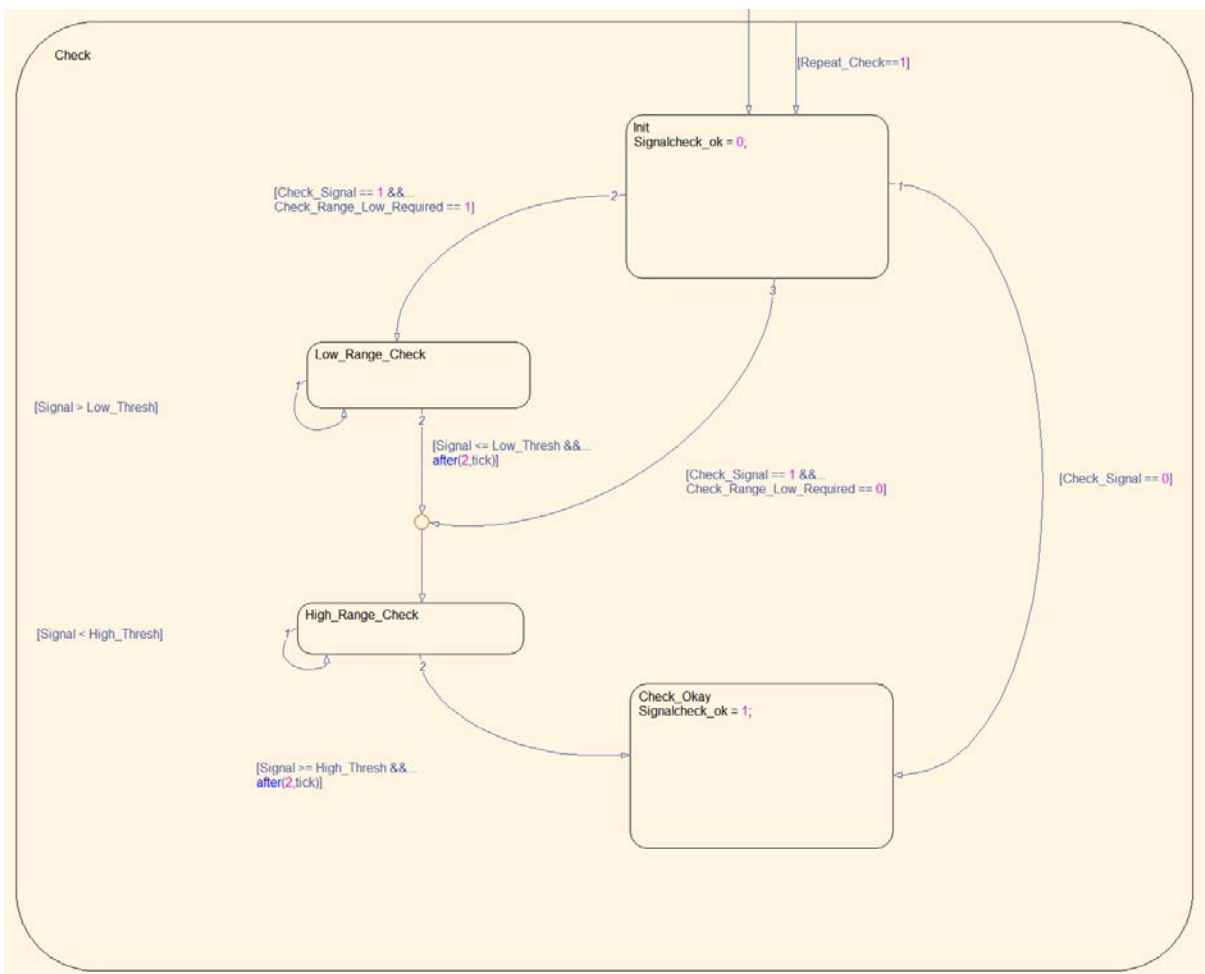 Check
[Repeat_Check==1]
Init
Signalcheck_ok = 0;
1
2
[Check_Signal == 1 &&...
Check_Range_Low_Required == 1]
3
Low_Range_Check
1
[Signal > Low_Thresh]
2
[Signal <= Low_Thresh &&...
after(2,tick)]
[Check_Signal == 1 &&...
Check_Range_Low_Required == 0]
[Check_Signal == 0]
High_Range_Check
1
[Signal < High_Thresh]
2
Check_Okay
Signalcheck_ok = 1;
[Signal >= High_Thresh &&...
after(2,tick)]